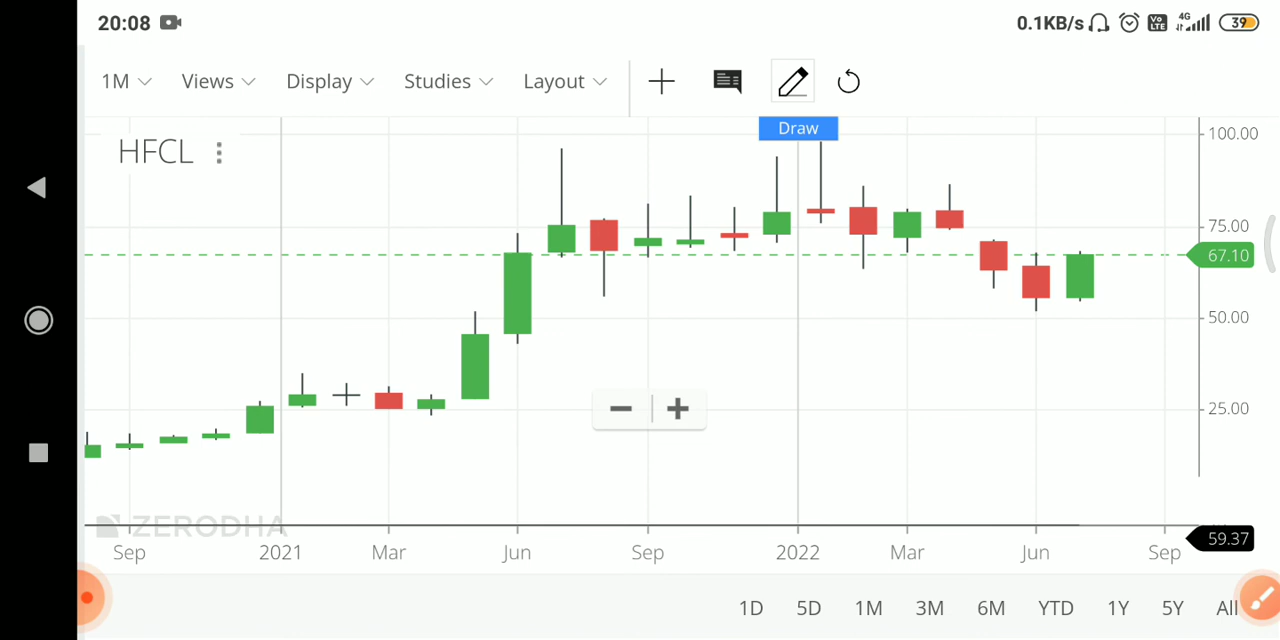 20:08
0.1KB/s Vo LTE 4G 39
1M Views Display Studies Layout
Draw
HFCL
100.00
75.00
67.10
50.00
25.00
ZERODHA
59.37
Sep 2021 Mar Jun Sep 2022 Mar Jun Sep
1D 5D 1M 3M 6M YTD 1Y 5Y All